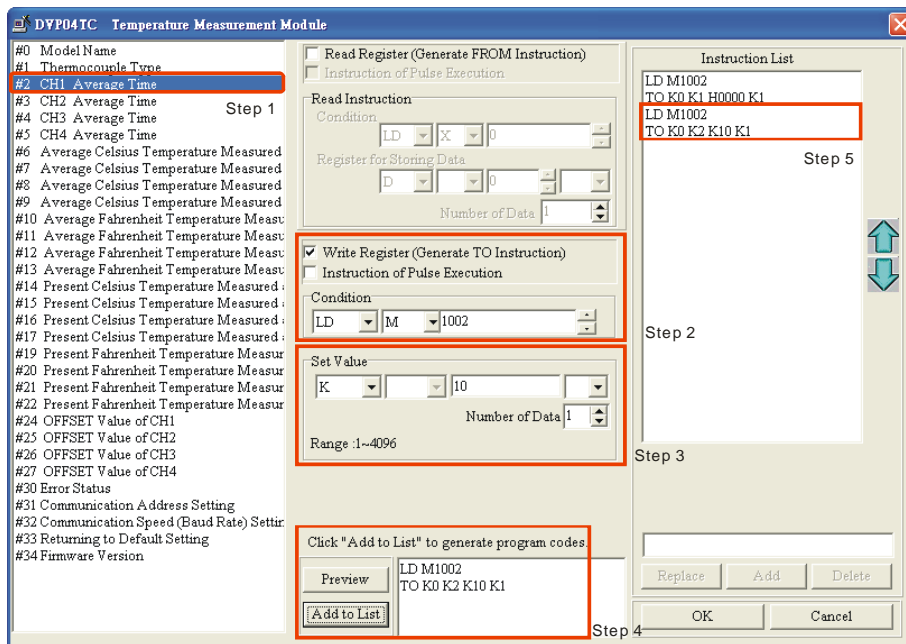 DVP04TC Temperature Measurement Module
#0 Model Name
#1 Thermocouple Type
#2 CH1 Average Time
#3 CH2 Average Time
#4 CH3 Average Time
#5 CH4 Average Time
#6 Average Celsius Temperature Measured
#7 Average Celsius Temperature Measured
#8 Average Celsius Temperature Measured
#9 Average Celsius Temperature Measured
#10 Average Fahrenheit Temperature Measu
#11 Average Fahrenheit Temperature Measu
#12 Average Fahrenheit Temperature Measu
#13 Average Fahrenheit Temperature Measu
#14 Present Celsius Temperature Measured
#15 Present Celsius Temperature Measured
#16 Present Celsius Temperature Measured
#17 Present Celsius Temperature Measured
#19 Present Fahrenheit Temperature Measur
#20 Present Fahrenheit Temperature Measur
#21 Present Fahrenheit Temperature Measur
#22 Present Fahrenheit Temperature Measur
#24 OFFSET Value of CH1
#25 OFFSET Value of CH2
#26 OFFSET Value of CH3
#27 OFFSET Value of CH4
#30 Error Status
#31 Communication Address Setting
#32 Communication Speed (Baud Rate) Settin
#33 Returning to Default Setting
#34 Firmware Version
Step 1
Read Register (Generate FROM Instruction)
Instruction of Pulse Execution
Read Instruction
Condition
LD X 0
Register for Storing Data
D 0
Number of Data 1
Write Register (Generate TO Instruction)
Instruction of Pulse Execution
Condition
LD M 1002
Step 2
Set Value
K 10
Number of Data 1
Range :1~4096
Step 3
Click "Add to List" to generate program codes.
Preview
Add to List
LD M1002
TO K0 K2 K10 K1
Step 4
Instruction List
LD M1002
TO K0 K1 H0000 K1
LD M1002
TO K0 K2 K10 K1
Step 5
Replace Add Delete
OK Cancel